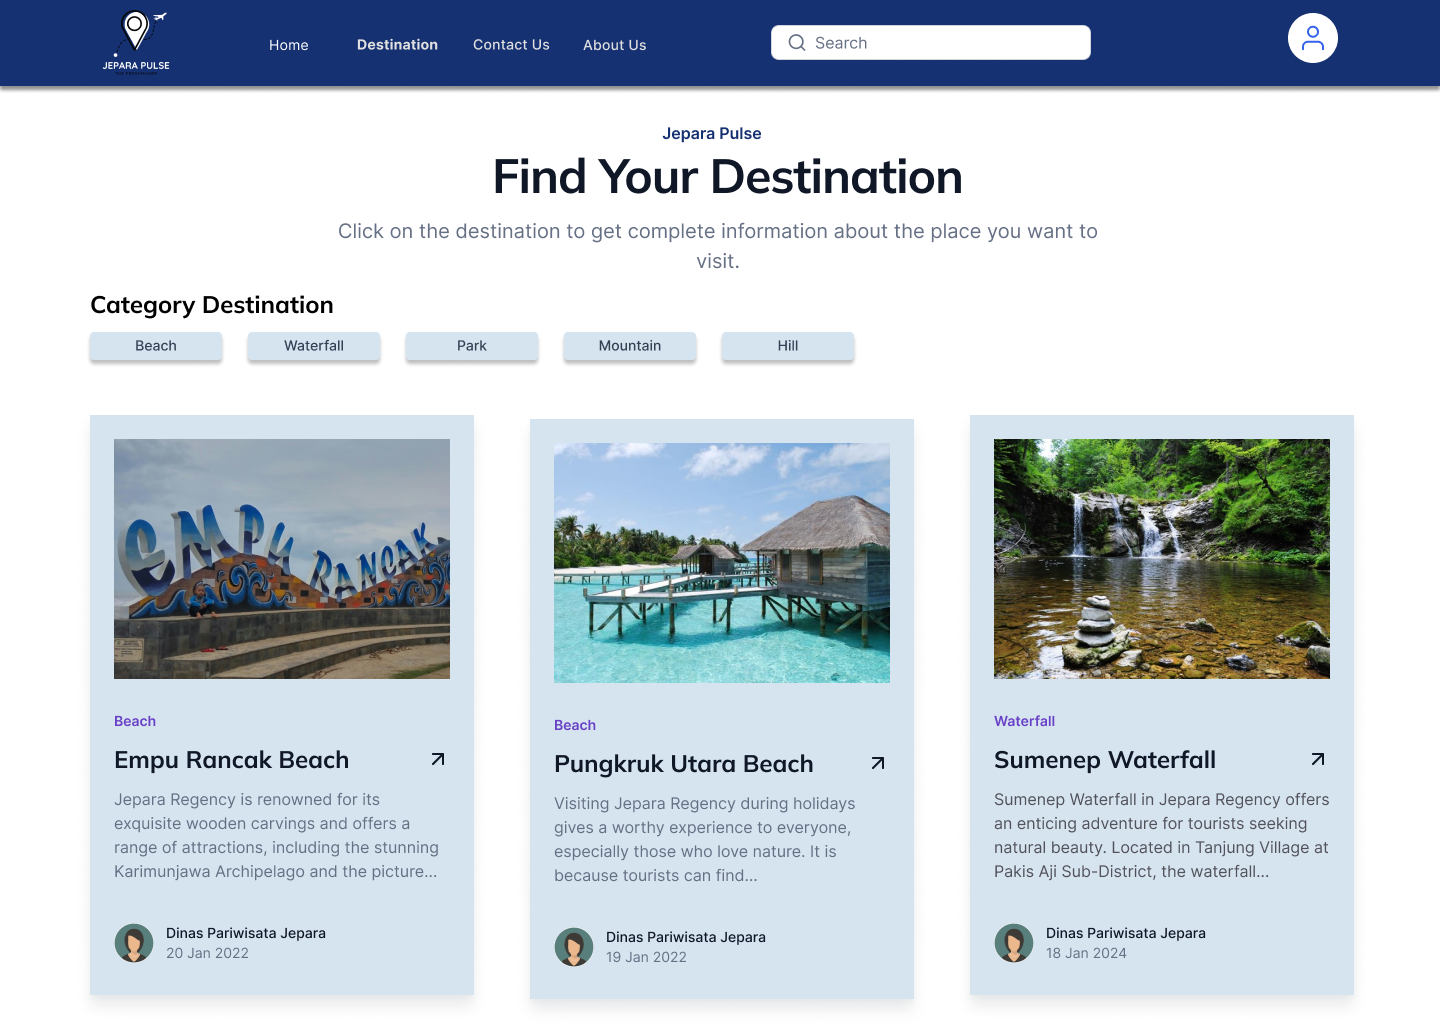 JEPARA PULSE
Home
Destination
Contact Us
About Us
Search
Jepara Pulse
Find Your Destination
Click on the destination to get complete information about the place you want to
visit.
Category Destination
Beach
Waterfall
Park
Mountain
Hill
EMPU RANCAK
Beach
Empu Rancak Beach
Jepara Regency is renowned for its
exquisite wooden carvings and offers a
range of attractions, including the stunning
Karimunjawa Archipelago and the picture...
Dinas Pariwisata Jepara
20 Jan 2022
Beach
Pungkruk Utara Beach
Visiting Jepara Regency during holidays
gives a worthy experience to everyone,
especially those who love nature. It is
because tourists can find...
Dinas Pariwisata Jepara
19 Jan 2022
Waterfall
Sumenep Waterfall
Sumenep Waterfall in Jepara Regency offers
an enticing adventure for tourists seeking
natural beauty. Located in Tanjung Village at
Pakis Aji Sub-District, the waterfall...
Dinas Pariwisata Jepara
18 Jan 2024